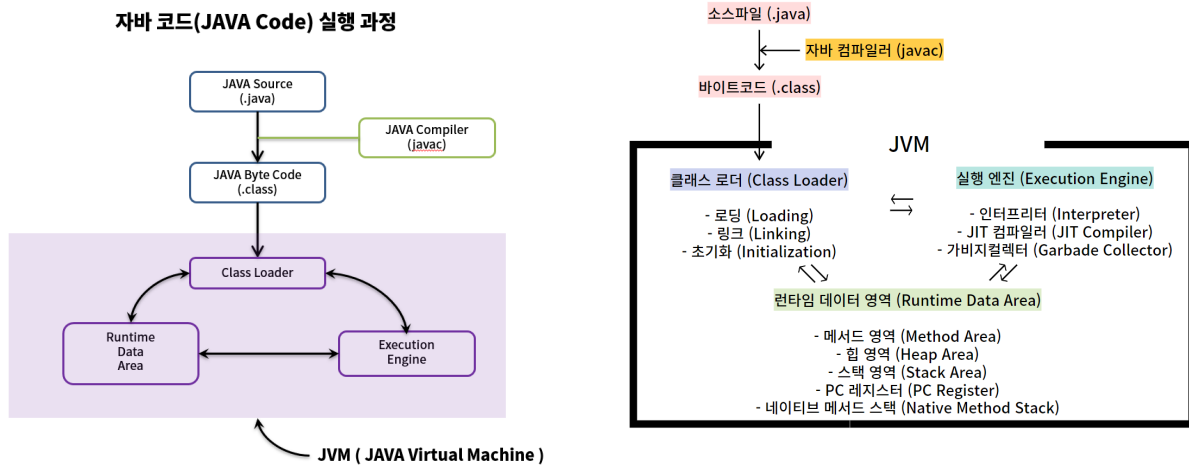 자바 코드(JAVA Code) 실행 과정
JAVA Source
(.java)
JAVA Compiler
(javac)
JAVA Byte Code
(.class)
Class Loader
Runtime
Data
Area
Execution
Engine
JVM ( JAVA Virtual Machine )
소스파일 (.java)
자바 컴파일러 (javac)
바이트코드 (.class)
JVM
클래스 로더 (Class Loader)
- 로딩 (Loading)
- 링크 (Linking)
- 초기화 (Initialization)
실행 엔진 (Execution Engine)
- 인터프리터 (Interpreter)
- JIT 컴파일러 (JIT Compiler)
- 가비지컬렉터 (Garbade Collector)
런타임 데이터 영역 (Runtime Data Area)
- 메서드 영역 (Method Area)
- 힙 영역 (Heap Area)
- 스택 영역 (Stack Area)
- PC 레지스터 (PC Register)
- 네이티브 메서드 스택 (Native Method Stack)